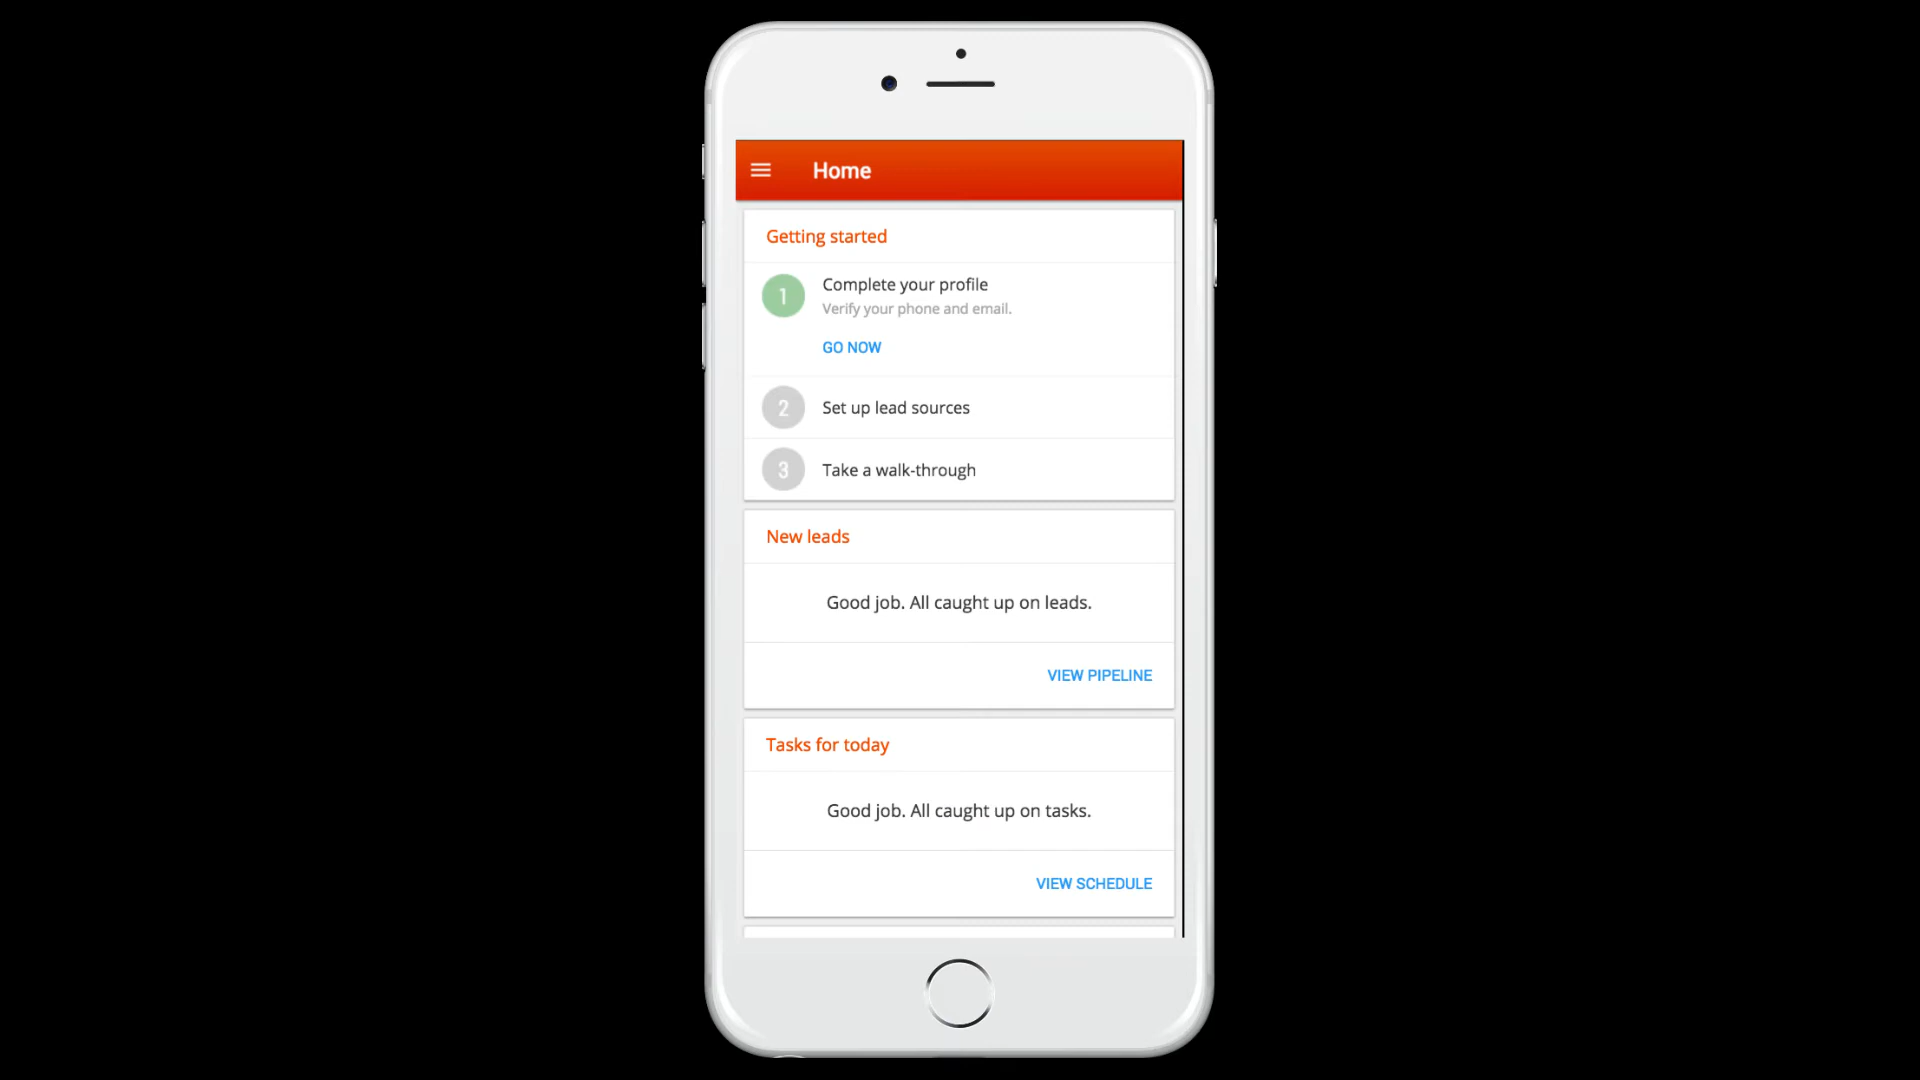 Home
Getting started
1
Complete your profile
Verify your phone and email.
GO NOW
2
Set up lead sources
3
Take a walk-through
New leads
Good job. All caught up on leads.
VIEW PIPELINE
Tasks for today
Good job. All caught up on tasks.
VIEW SCHEDULE